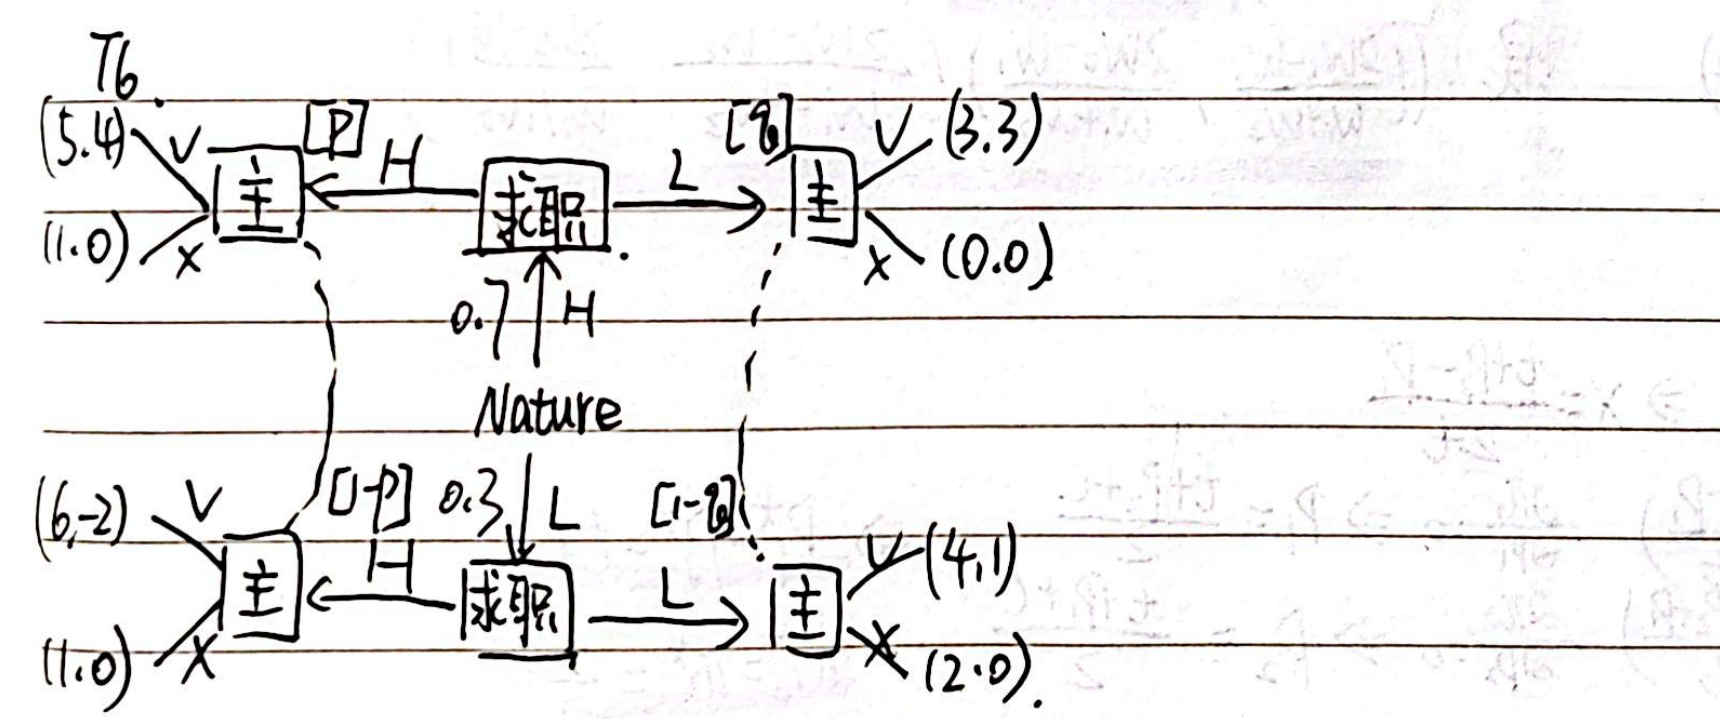 T6.
(5.4) V [P] H [q] V (3.3)
主 求职 L 主
(1.0) X X (0.0)
0.7 H
Nature
(6,-2) V [1-P] 0.3 L [1-q] V (4,1)
主 H 求职 L 主
(1.0) X X (2.0).